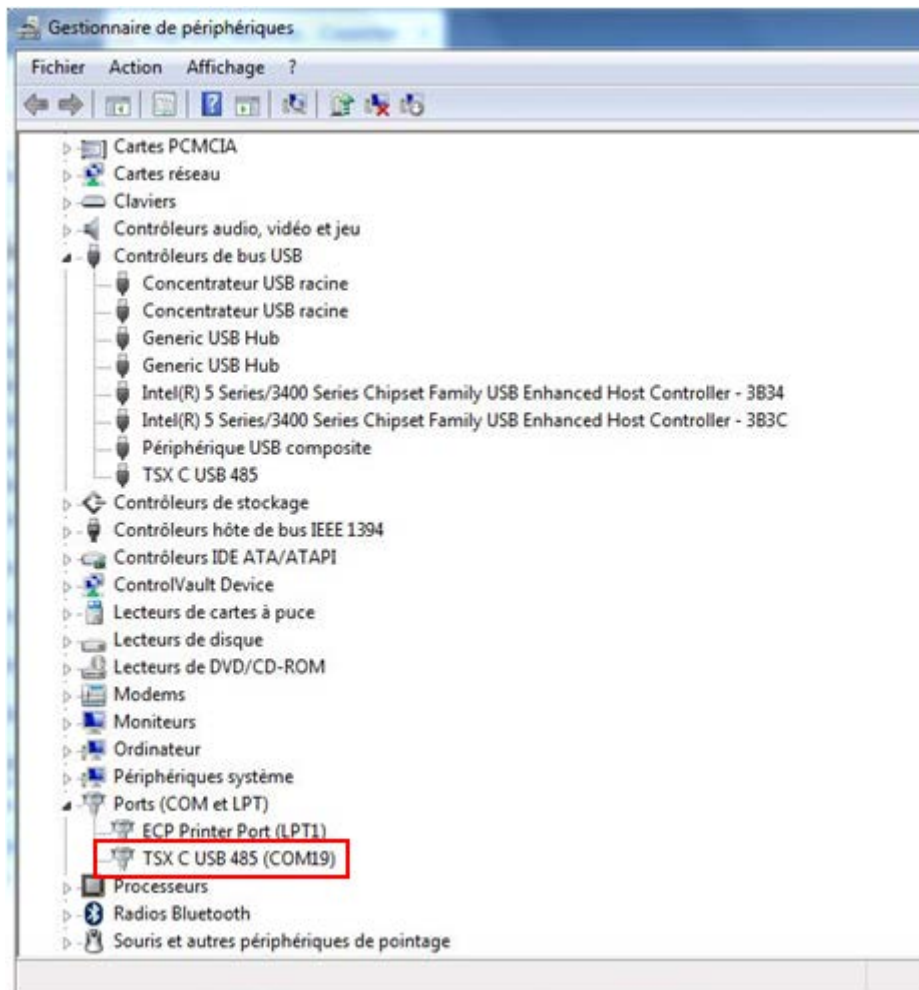 Gestionnaire de périphériques
Fichier Action Affichage ?
Cartes PCMCIA
Cartes réseau
Claviers
Contrôleurs audio, vidéo et jeu
Contrôleurs de bus USB
Concentrateur USB racine
Concentrateur USB racine
Generic USB Hub
Generic USB Hub
Intel(R) 5 Series/3400 Series Chipset Family USB Enhanced Host Controller - 3B34
Intel(R) 5 Series/3400 Series Chipset Family USB Enhanced Host Controller - 3B3C
Périphérique USB composite
TSX C USB 485
Contrôleurs de stockage
Contrôleurs hôte de bus IEEE 1394
Contrôleurs IDE ATA/ATAPI
ControlVault Device
Lecteurs de cartes à puce
Lecteurs de disque
Lecteurs de DVD/CD-ROM
Modems
Moniteurs
Ordinateur
Périphériques système
Ports (COM et LPT)
ECP Printer Port (LPT1)
TSX C USB 485 (COM19)
Processeurs
Radios Bluetooth
Souris et autres périphériques de pointage